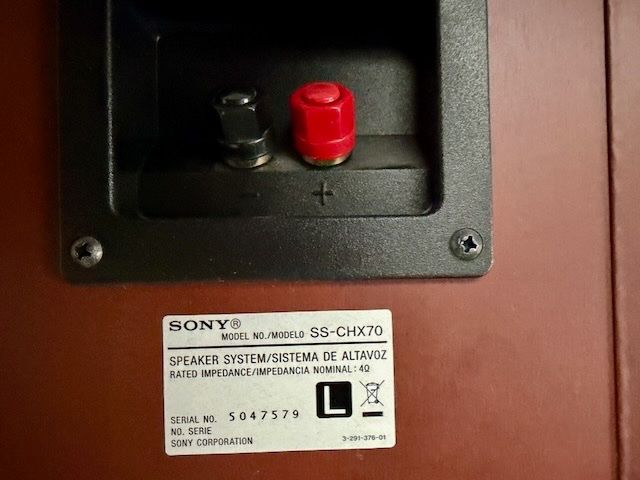 - +
SONY®
MODEL NO./MODELO SS-CHX70
SPEAKER SYSTEM/SISTEMA DE ALTAVOZ
RATED IMPEDANCE/IMPEDANCIA NOMINAL: 4Ω
L
SERIAL NO. 5047579
NO. SERIE
SONY CORPORATION 3-291-376-01